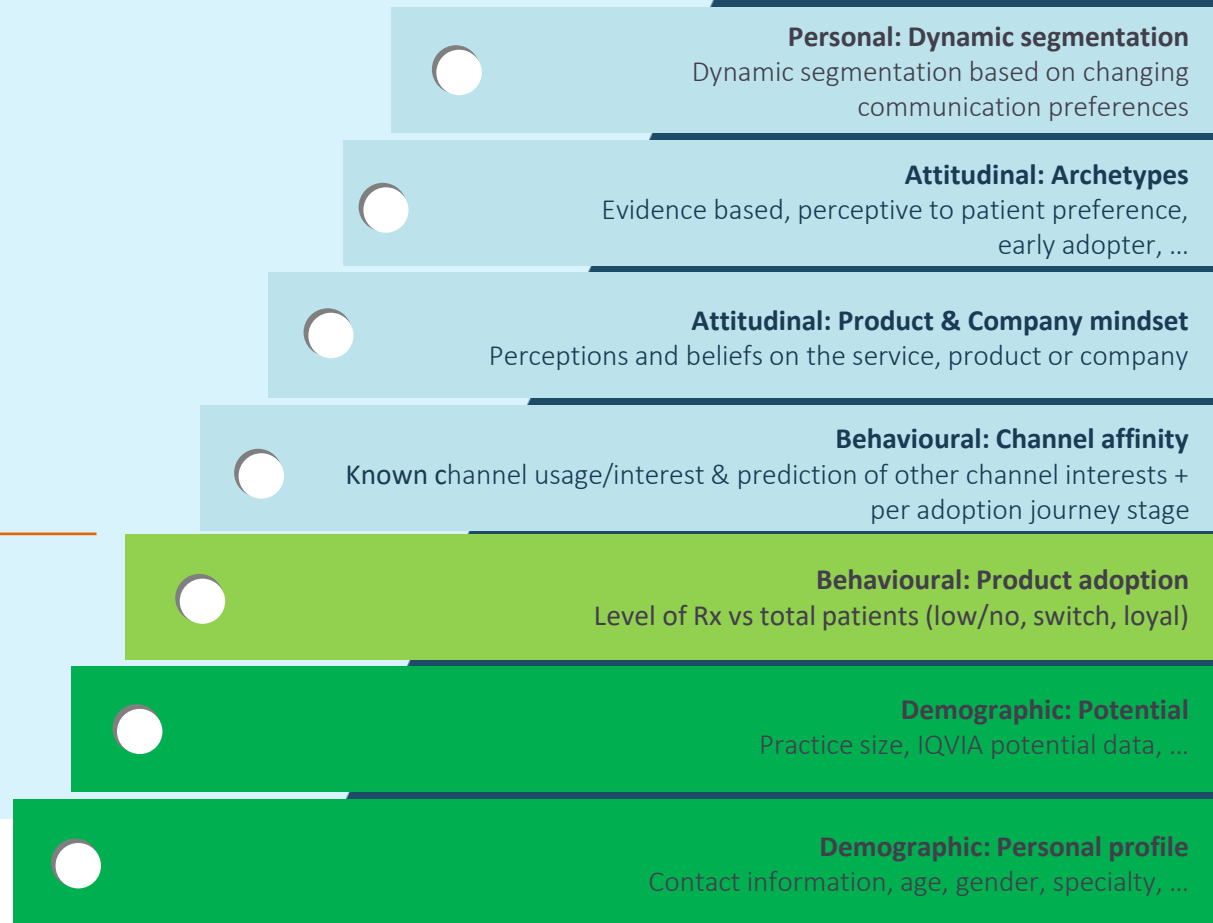 Personal: Dynamic segmentation
Dynamic segmentation based on changing
communication preferences
Attitudinal: Archetypes
Evidence based, perceptive to patient preference,
early adopter, ...
Attitudinal: Product & Company mindset
Perceptions and beliefs on the service, product or company
Behavioural: Channel affinity
Known channel usage/interest & prediction of other channel interests +
per adoption journey stage
Behavioural: Product adoption
Level of Rx vs total patients (low/no, switch, loyal)
Demographic: Potential
Practice size, IQVIA potential data, ...
Demographic: Personal profile
Contact information, age, gender, specialty, ...